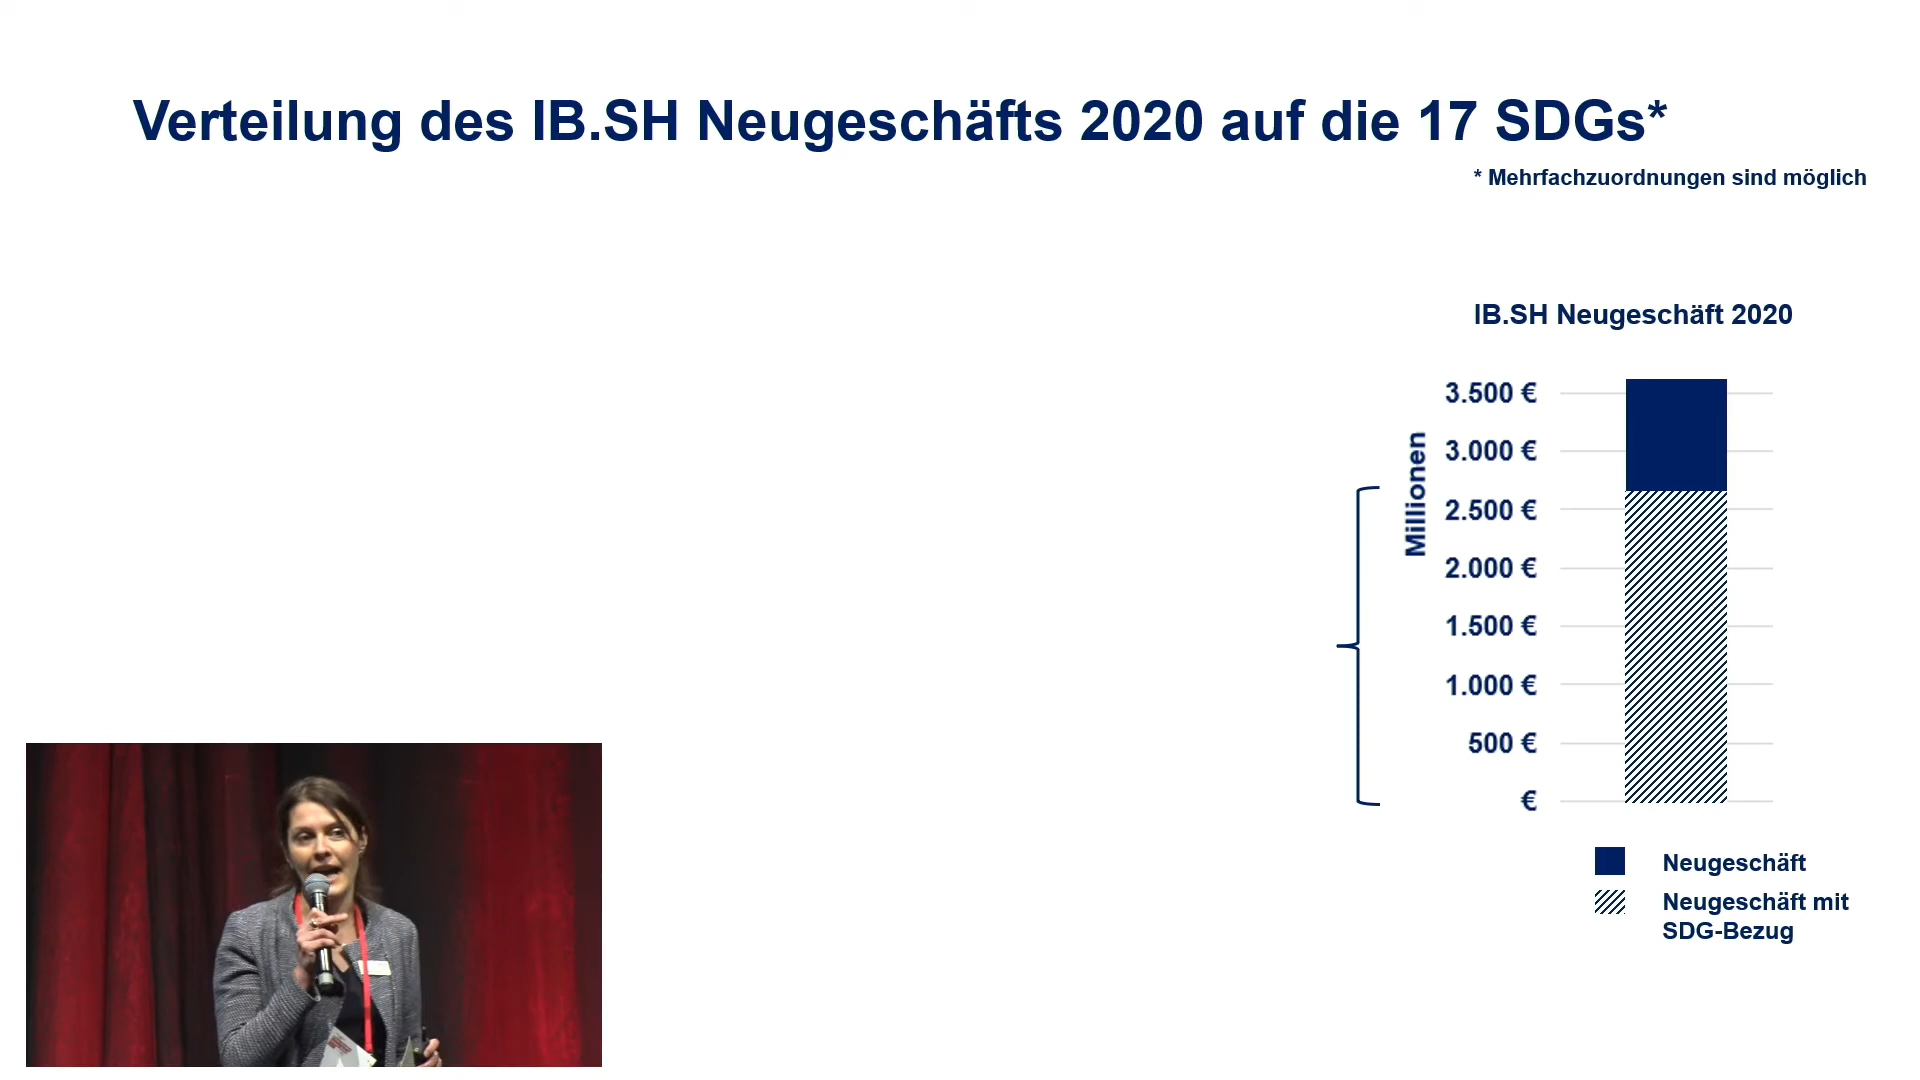 Verteilung des IB.SH Neugeschäfts 2020 auf die 17 SDGs*
* Mehrfachzuordnungen sind möglich
IB.SH Neugeschäft 2020
Millionen
3.500 €
3.000 €
2.500 €
2.000 €
1.500 €
1.000 €
500 €
€
Neugeschäft
Neugeschäft mit
SDG-Bezug